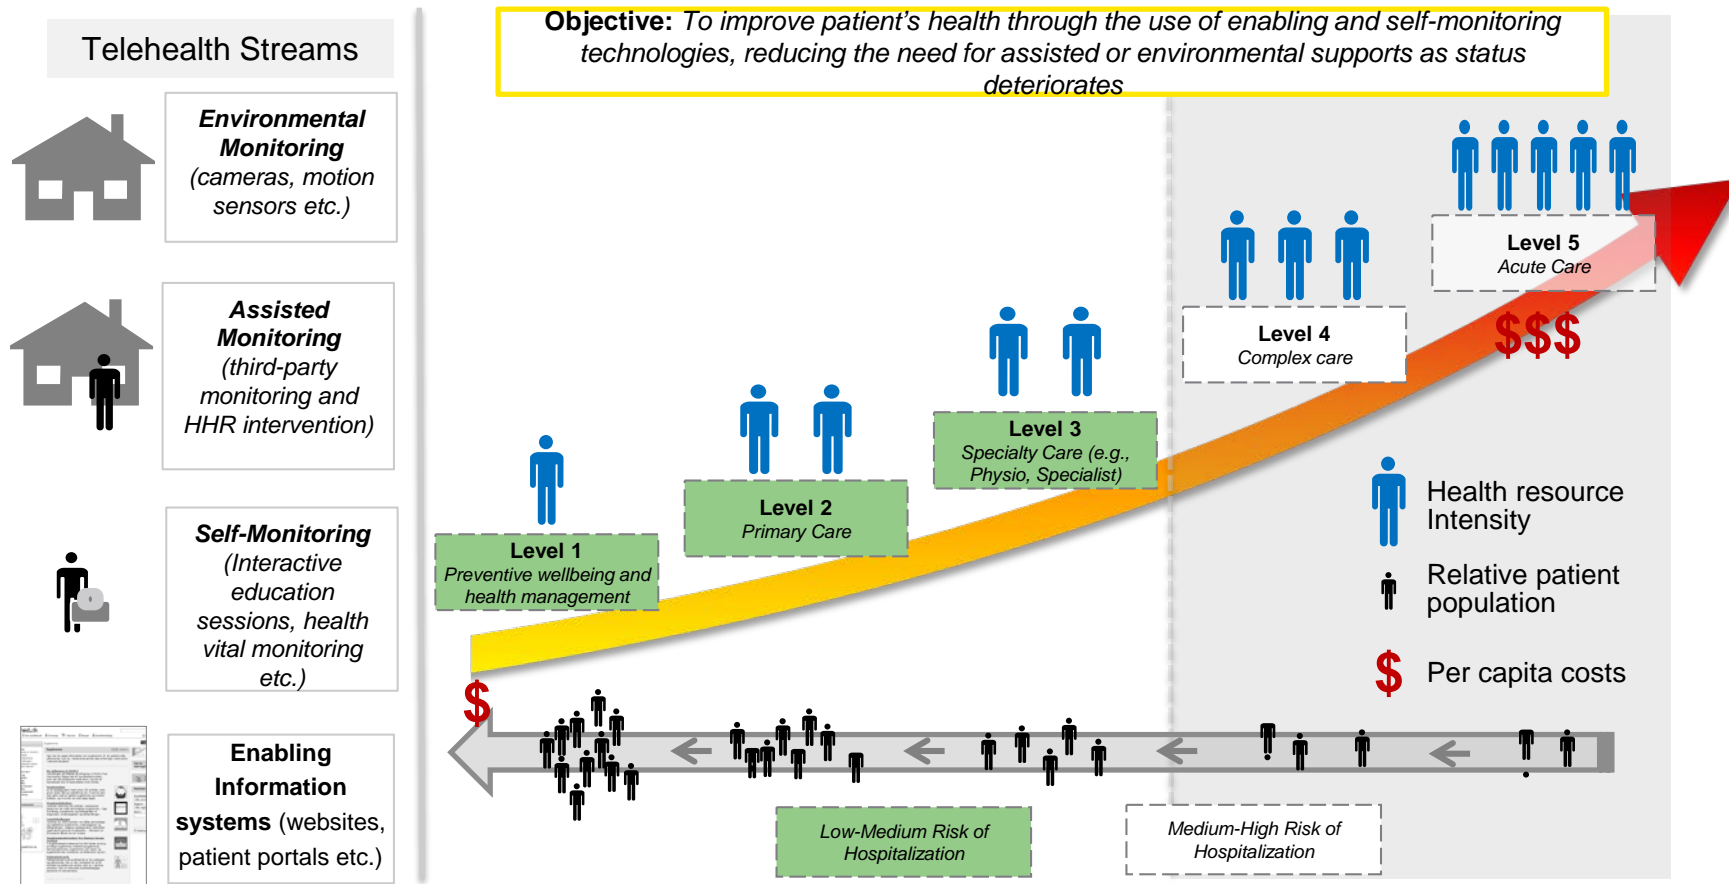 Telehealth Streams
Objective: To improve patient's health through the use of enabling and self-monitoring
technologies, reducing the need for assisted or environmental supports as status
deteriorates
Environmental
Monitoring
(cameras, motion
sensors etc.)
Assisted
Monitoring
(third-party
monitoring and
HHR intervention)
Self-Monitoring
(Interactive
education
sessions, health
vital monitoring
etc.)
Enabling
Information
systems (websites,
patient portals etc.)
Level 1
Preventive wellbeing and
health management
Level 2
Primary Care
Level 3
Specialty Care (e.g.,
Physio, Specialist)
Level 4
Complex care
Level 5
Acute Care
$
$$$
Health resource
Intensity
Relative patient
population
$ Per capita costs
Low-Medium Risk of
Hospitalization
Medium-High Risk of
Hospitalization